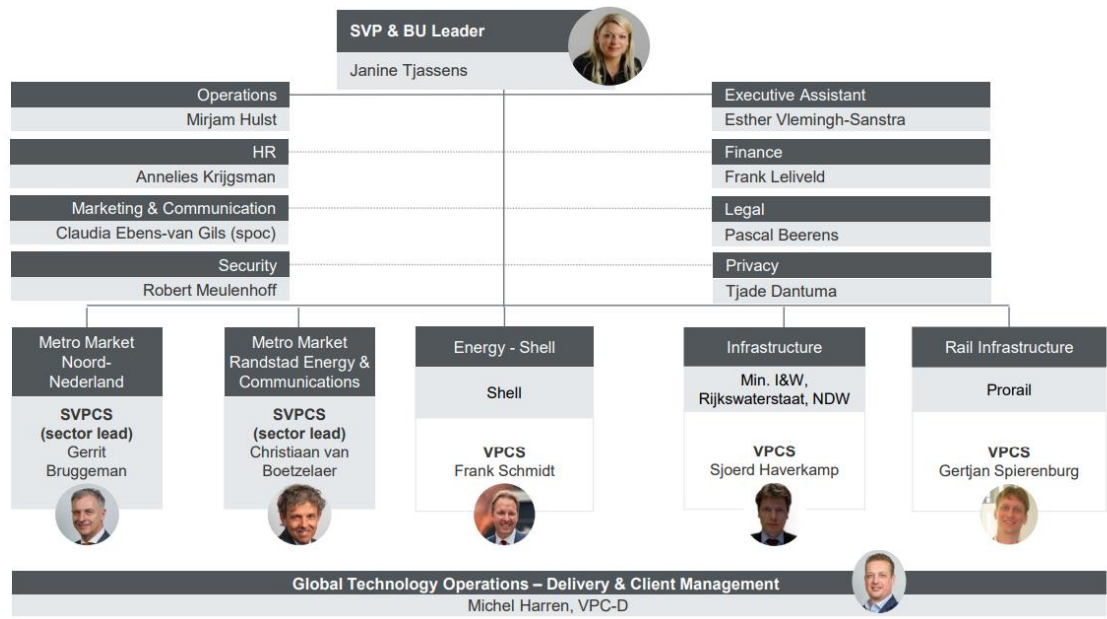 SVP & BU Leader
Janine Tjassens
Operations
Mirjam Hulst
Executive Assistant
Esther Vlemingh-Sanstra
HR
Annelies Krijgsman
Finance
Frank Leliveld
Marketing & Communication
Claudia Ebens-van Gils (spoc)
Legal
Pascal Beerens
Security
Robert Meulenhoff
Privacy
Tjade Dantuma
Metro Market
Noord-
Nederland
SVPCS
(sector lead)
Gerrit
Bruggeman
Metro Market
Randstad Energy &
Communications
SVPCS
(sector lead)
Christiaan van
Boetzelaer
Energy - Shell
Shell
VPCS
Frank Schmidt
Infrastructure
Min. I&W,
Rijkswaterstaat, NDW
VPCS
Sjoerd Haverkamp
Rail Infrastructure
Prorail
VPCS
Gertjan Spierenburg
Global Technology Operations – Delivery & Client Management
Michel Harren, VPC-D